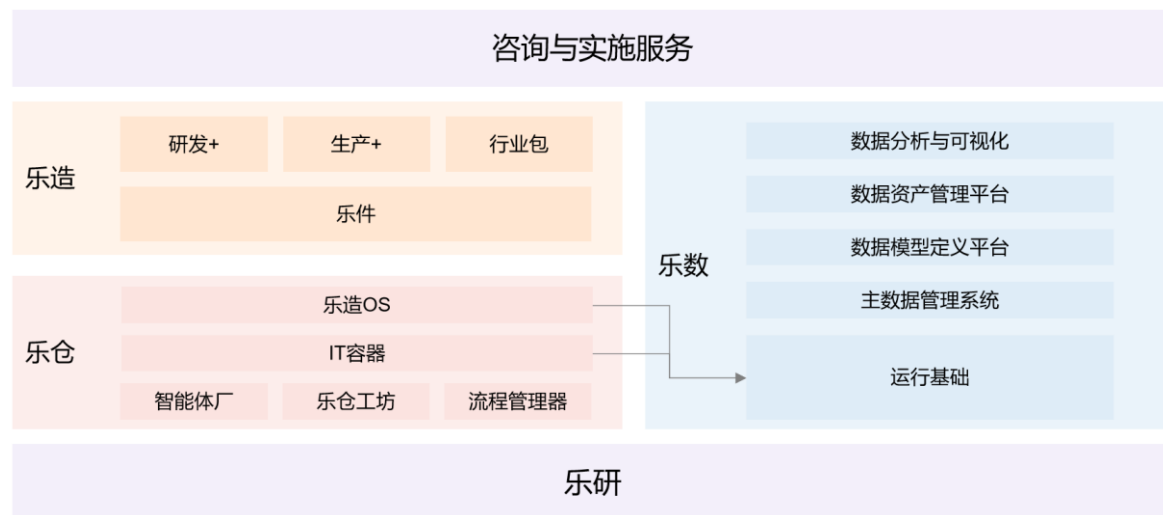 咨询与实施服务
乐造
研发+
生产+
行业包
乐件
乐仓
乐造OS
IT容器
智能体厂
乐仓工坊
流程管理器
乐数
数据分析与可视化
数据资产管理平台
数据模型定义平台
主数据管理系统
运行基础
乐研